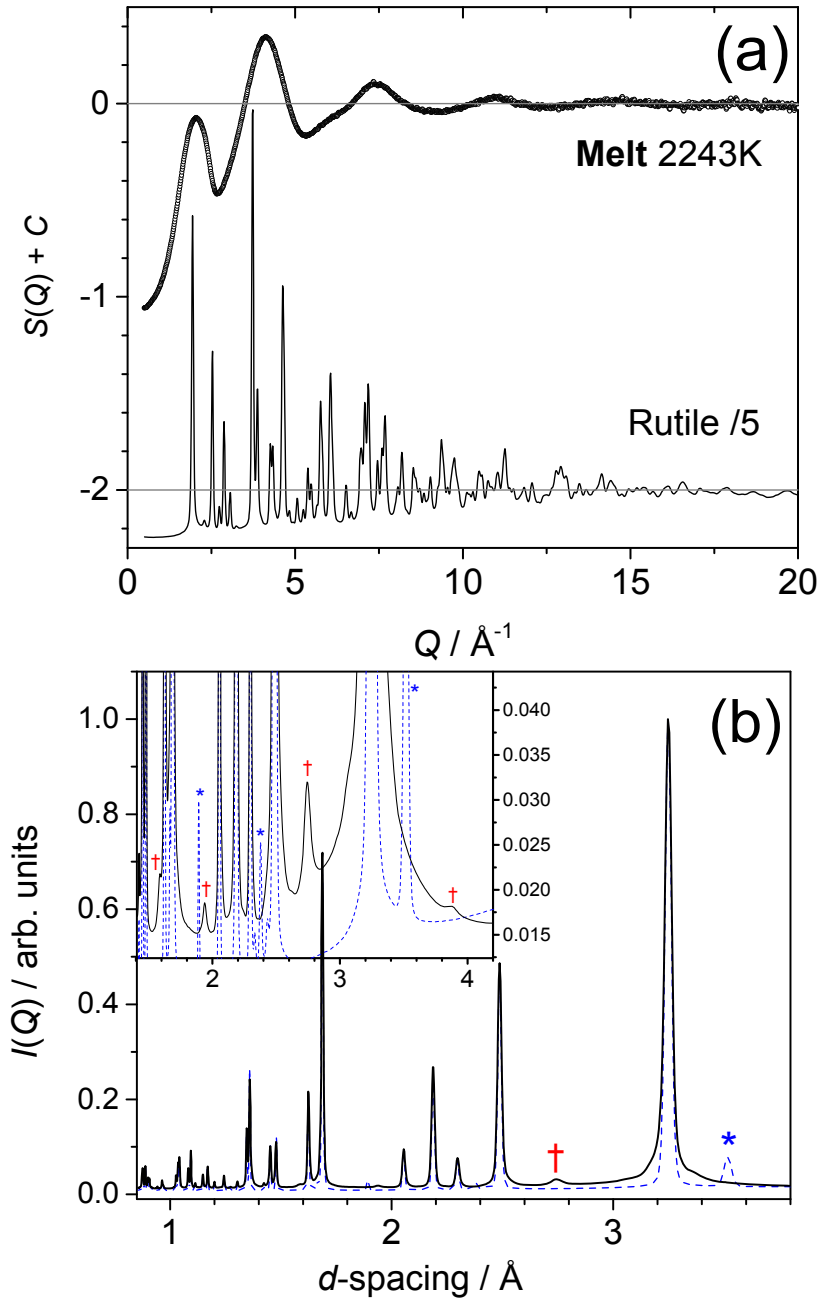 (a)
0
-1
-2
S(Q) + C
Melt 2243K
Rutile /5
0 5 10 15 20
Q / Å-1
(b)
1.0
0.8
0.6
0.4
0.2
0.0
I(Q) / arb. units
0.040
0.035
0.030
0.025
0.020
0.015
† * † * † * †
2 3 4
† *
1 2 3
d-spacing / Å